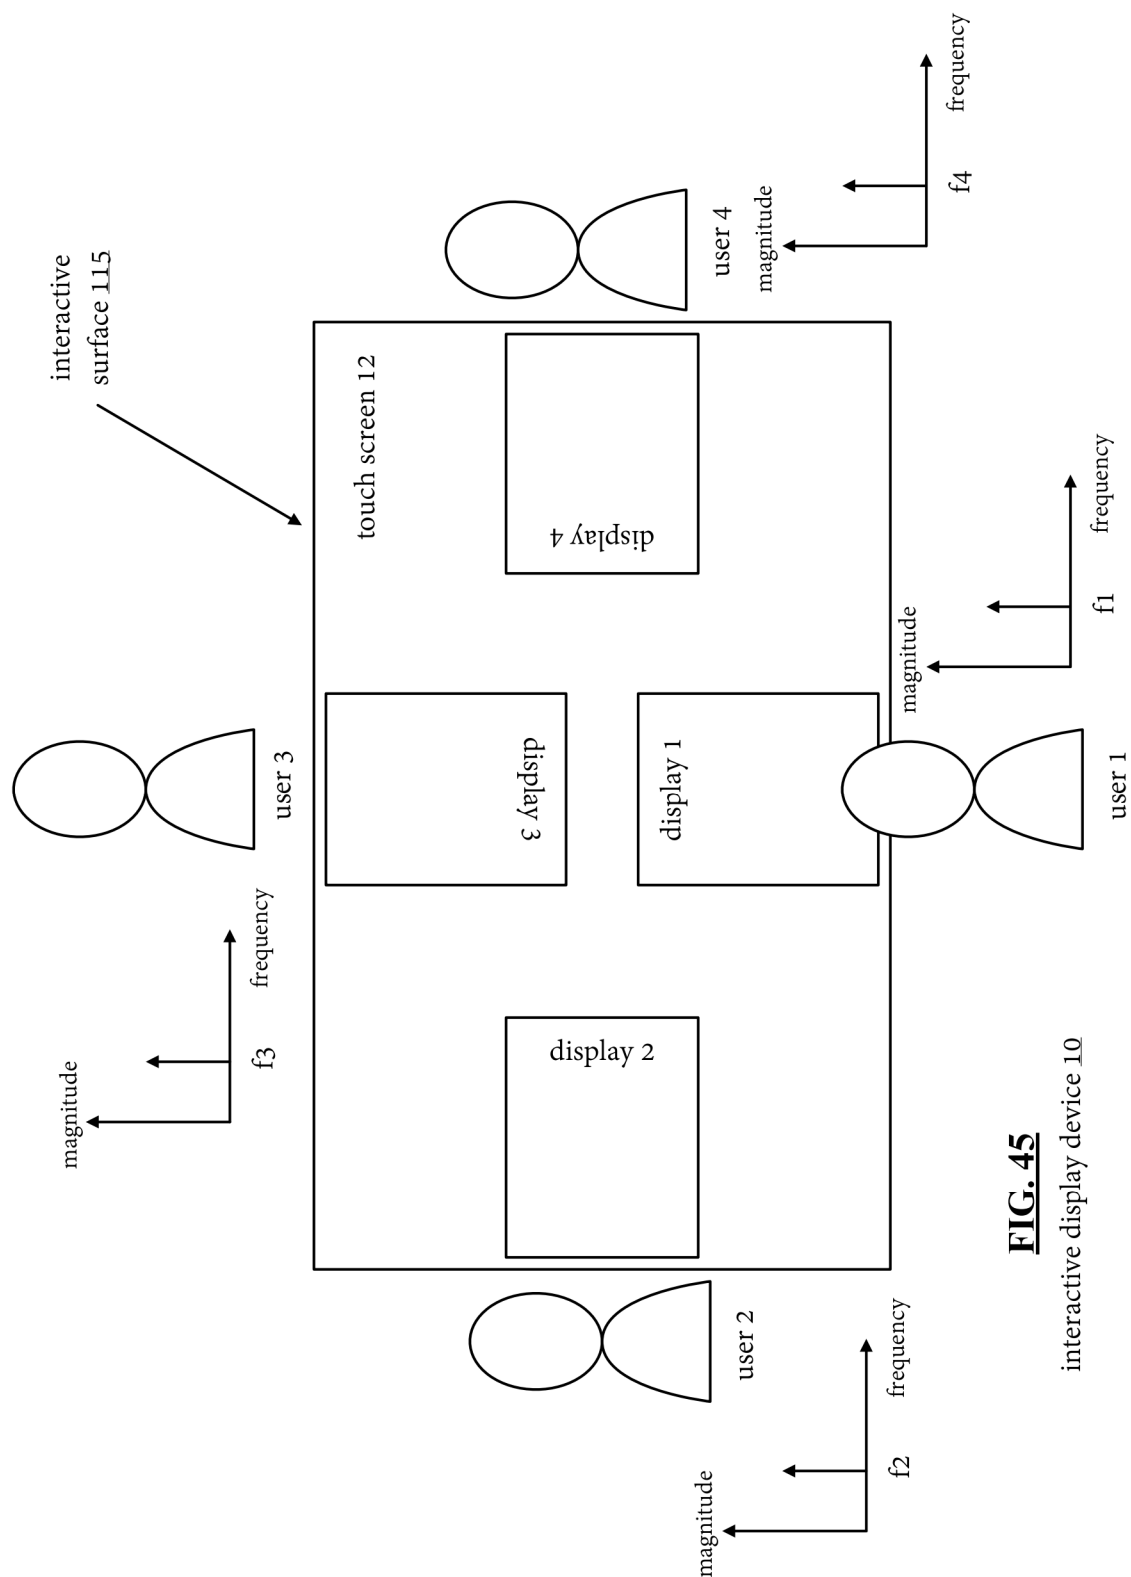 interactive
surface 115
touch screen 12
user 3
user 4
user 2
user 1
display 3
display 4
display 2
display 1
magnitude
f3
frequency
magnitude
f4
frequency
magnitude
f2
frequency
magnitude
f1
frequency
FIG. 45
interactive display device 10